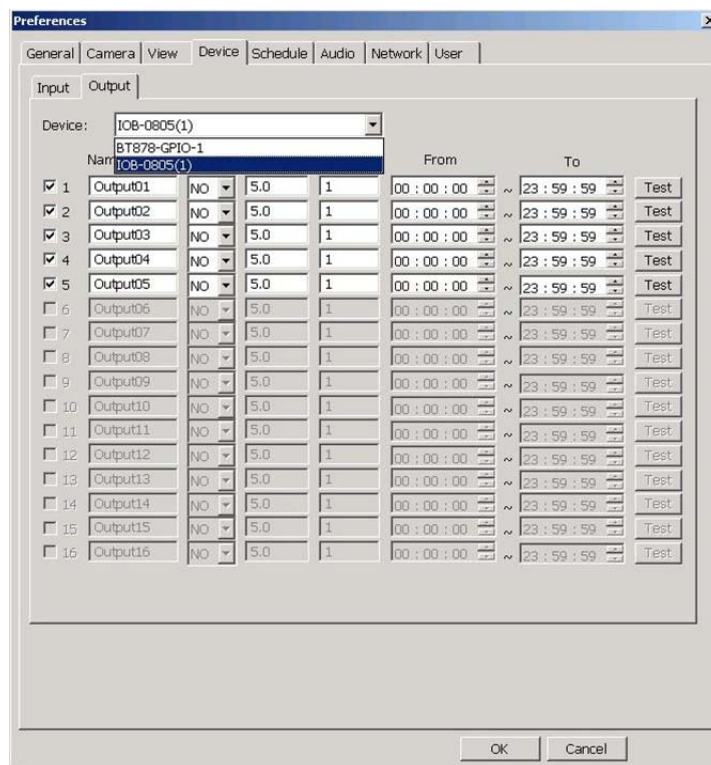 Preferences
General Camera View Device Schedule Audio Network User
Input Output
Device: IOB-0805(1)
BT878-GPIO-1
IOB-0805(1)
Nam From To
1 Output01 NO 5.0 1 00 : 00 : 00 ~ 23 : 59 : 59 Test
2 Output02 NO 5.0 1 00 : 00 : 00 ~ 23 : 59 : 59 Test
3 Output03 NO 5.0 1 00 : 00 : 00 ~ 23 : 59 : 59 Test
4 Output04 NO 5.0 1 00 : 00 : 00 ~ 23 : 59 : 59 Test
5 Output05 NO 5.0 1 00 : 00 : 00 ~ 23 : 59 : 59 Test
6 Output06 NO 5.0 1 00 : 00 : 00 ~ 23 : 59 : 59 Test
7 Output07 NO 5.0 1 00 : 00 : 00 ~ 23 : 59 : 59 Test
8 Output08 NO 5.0 1 00 : 00 : 00 ~ 23 : 59 : 59 Test
9 Output09 NO 5.0 1 00 : 00 : 00 ~ 23 : 59 : 59 Test
10 Output10 NO 5.0 1 00 : 00 : 00 ~ 23 : 59 : 59 Test
11 Output11 NO 5.0 1 00 : 00 : 00 ~ 23 : 59 : 59 Test
12 Output12 NO 5.0 1 00 : 00 : 00 ~ 23 : 59 : 59 Test
13 Output13 NO 5.0 1 00 : 00 : 00 ~ 23 : 59 : 59 Test
14 Output14 NO 5.0 1 00 : 00 : 00 ~ 23 : 59 : 59 Test
15 Output15 NO 5.0 1 00 : 00 : 00 ~ 23 : 59 : 59 Test
16 Output16 NO 5.0 1 00 : 00 : 00 ~ 23 : 59 : 59 Test
OK Cancel